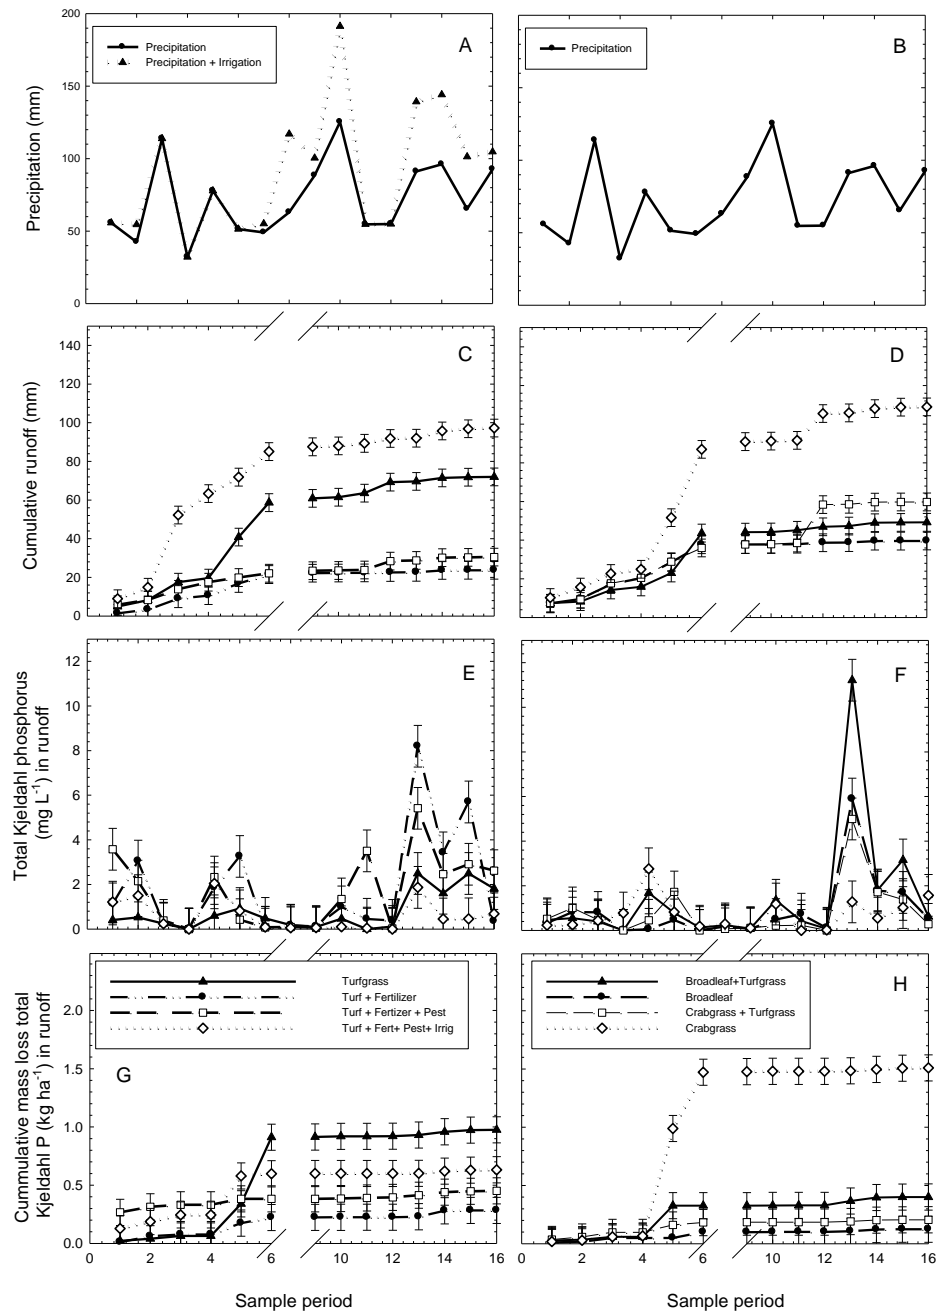 200
150
100
50
0
Precipitation (mm)
Precipitation
Precipitation + Irrigation
A
Precipitation
B
140
120
100
80
60
40
20
0
Cumulative runoff (mm)
C
D
12
10
8
6
4
2
0
Total Kjeldahl phosphorus
(mg L⁻¹) in runoff
E
F
2.0
1.5
1.0
0.5
0.0
Cummulative mass loss total
Kjeldahl P (kg ha⁻¹) in runoff
Turfgrass
Turf + Fertilizer
Turf + Fertizer + Pest
Turf + Fert+ Pest+ Irrig
G
Broadleaf+Turfgrass
Broadleaf
Crabgrass + Turfgrass
Crabgrass
H
0 2 4 6 10 12 14 16
0 2 4 6 10 12 14 16
Sample period
Sample period